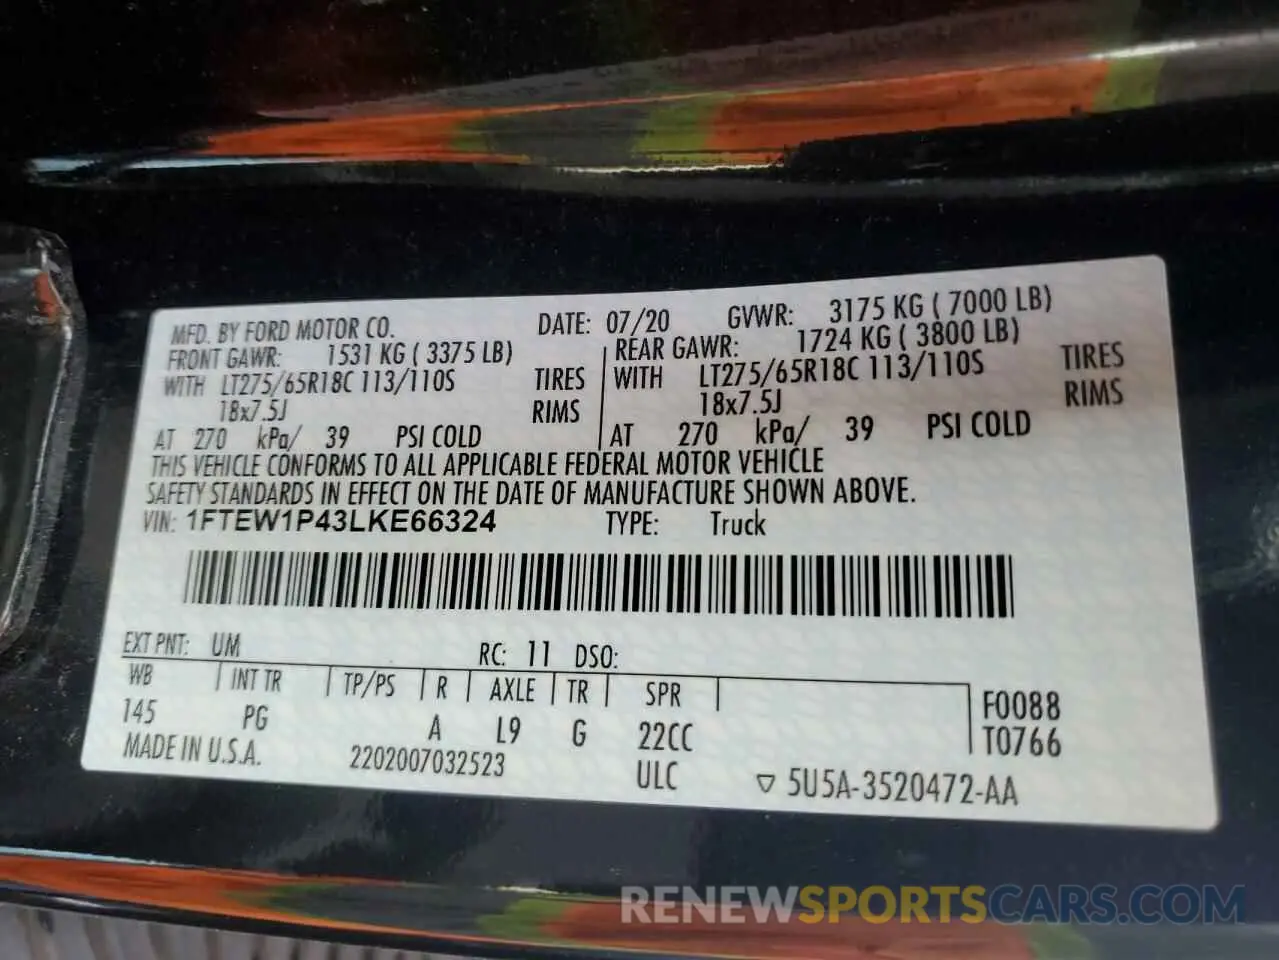 MFD. BY FORD MOTOR CO. DATE: 07/20 GVWR: 3175 KG ( 7000 LB)
FRONT GAWR: 1531 KG ( 3375 LB) REAR GAWR: 1724 KG ( 3800 LB)
WITH LT275/65R18C 113/110S TIRES WITH LT275/65R18C 113/110S TIRES
18x7.5J RIMS 18x7.5J RIMS
AT 270 kPa/ 39 PSI COLD AT 270 kPa/ 39 PSI COLD
THIS VEHICLE CONFORMS TO ALL APPLICABLE FEDERAL MOTOR VEHICLE
SAFETY STANDARDS IN EFFECT ON THE DATE OF MANUFACTURE SHOWN ABOVE.
VIN: 1FTEW1P43LKE66324 TYPE: Truck
EXT PNT: UM RC: 11 DSO:
WB INT TR TP/PS R AXLE TR SPR F0088
145 PG A L9 G 22CC T0766
MADE IN U.S.A. 2202007032523 ULC ▽ 5U5A-3520472-AA
RENEWSPORTSCARS.COM